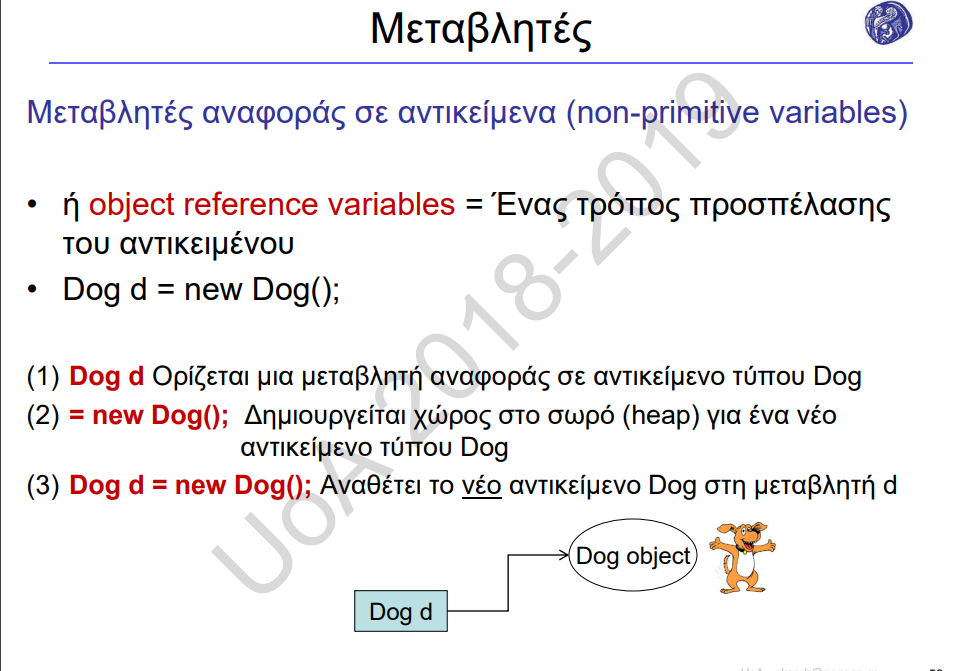 Μεταβλητές
Μεταβλητές αναφοράς σε αντικείμενα (non-primitive variables)
• ή object reference variables = Ένας τρόπος προσπέλασης
του αντικειμένου
• Dog d = new Dog();
(1) Dog d Ορίζεται μια μεταβλητή αναφοράς σε αντικείμενο τύπου Dog
(2) = new Dog(); Δημιουργείται χώρος στο σωρό (heap) για ένα νέο
αντικείμενο τύπου Dog
(3) Dog d = new Dog(); Αναθέτει το νέο αντικείμενο Dog στη μεταβλητή d
Dog object
Dog d
UoA 2018-2019